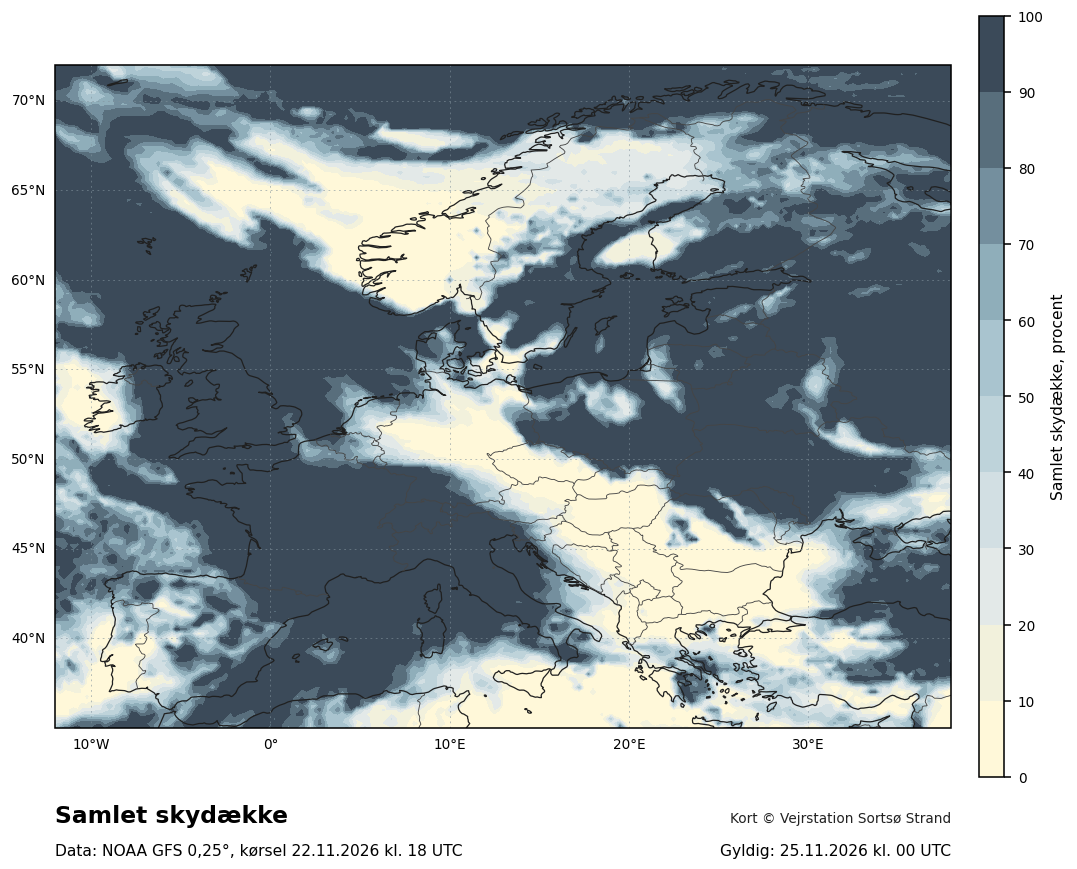 100
90
80
70
60
50
40
30
20
10
0
Samlet skydække, procent
70°N
65°N
60°N
55°N
50°N
45°N
40°N
10°W
0°
10°E
20°E
30°E
Samlet skydække
Kort © Vejrstation Sortsø Strand
Data: NOAA GFS 0,25°, kørsel 22.11.2026 kl. 18 UTC
Gyldig: 25.11.2026 kl. 00 UTC